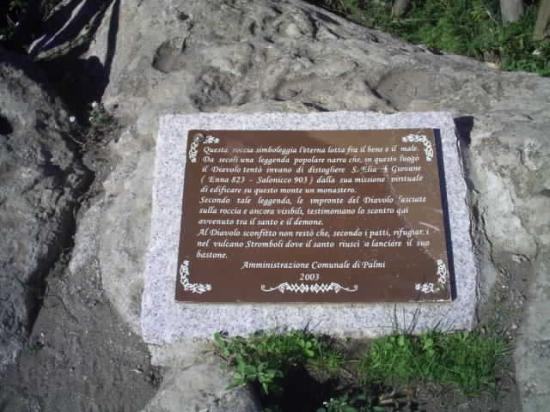 Questa roccia simboleggia l'eterna lotta fra il bene e il male.
Da secoli una leggenda popolare narra che, in questo luogo
il Diavolo tentò invano di distogliere S. Elia il Giovane
( Enna 823 - Salonicco 903 ) dalla sua missione spirituale
di edificare su questo monte un monastero.
Secondo tale leggenda, le impronte del Diavolo lasciate
sulla roccia e ancora visibili, testimoniano lo scontro qui
avvenuto tra il santo e il demone.
Al Diavolo sconfitto non restò che, secondo i patti, rifugiarsi
nel vulcano Stromboli dove il santo riuscì a lanciare il suo
bastone.
Amministrazione Comunale di Palmi
2003